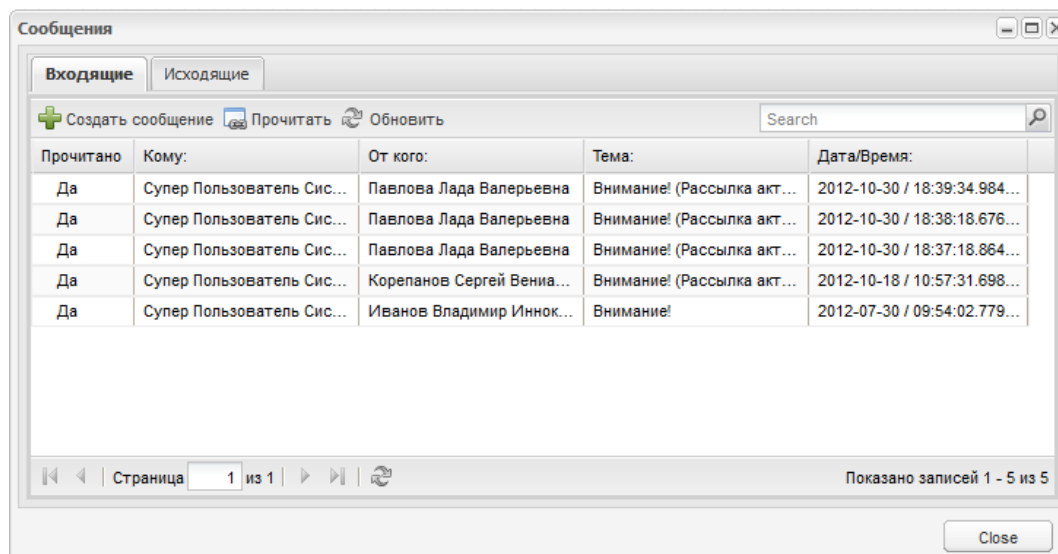 Сообщения
Входящие Исходящие
Создать сообщение Прочитать Обновить Search
Прочитано Кому: От кого: Тема: Дата/Время:
Да Супер Пользователь Сис... Павлова Лада Валерьевна Внимание! (Рассылка акт... 2012-10-30 / 18:39:34.984...
Да Супер Пользователь Сис... Павлова Лада Валерьевна Внимание! (Рассылка акт... 2012-10-30 / 18:38:18.676...
Да Супер Пользователь Сис... Павлова Лада Валерьевна Внимание! (Рассылка акт... 2012-10-30 / 18:37:18.864...
Да Супер Пользователь Сис... Корепанов Сергей Вениа... Внимание! (Рассылка акт... 2012-10-18 / 10:57:31.698...
Да Супер Пользователь Сис... Иванов Владимир Иннок... Внимание! 2012-07-30 / 09:54:02.779...
Страница 1 из 1 Показано записей 1 - 5 из 5
Close